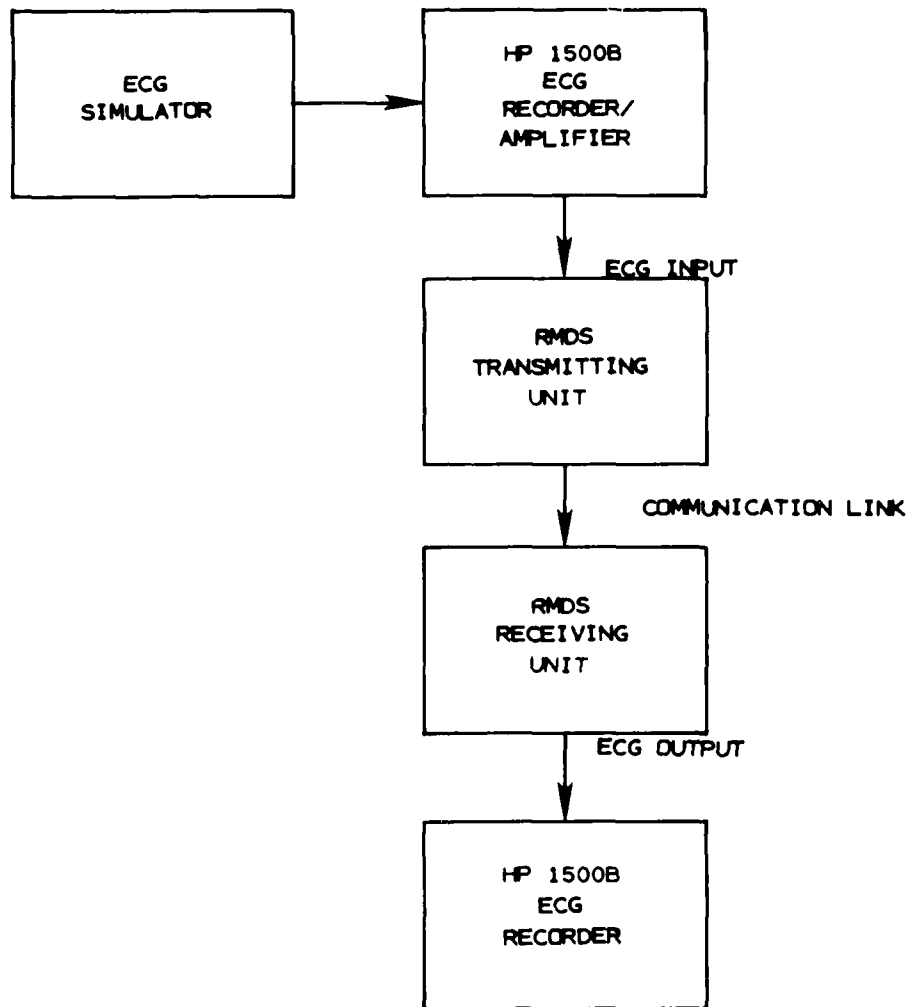 ECG
SIMULATOR
HP 1500B
ECG
RECORDER/
AMPLIFIER
ECG INPUT
RMDS
TRANSMITTING
UNIT
COMMUNICATION LINK
RMDS
RECEIVING
UNIT
ECG OUTPUT
HP 1500B
ECG
RECORDER